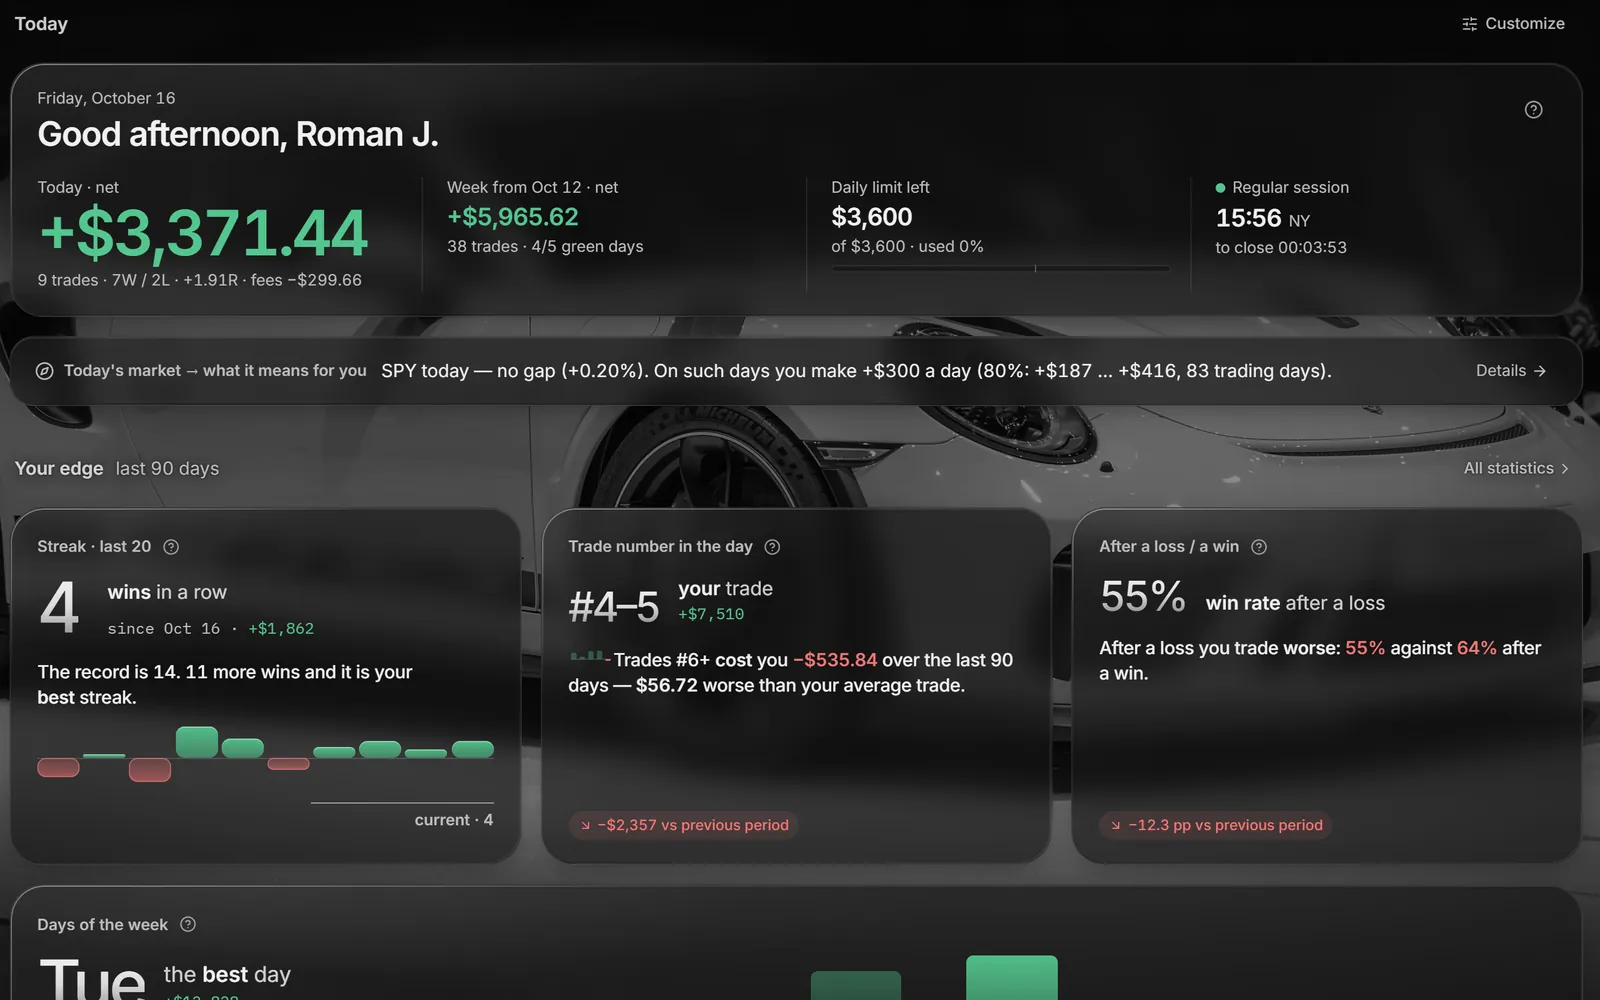 Today
Customize
Friday, October 16
Good afternoon, Roman J.
Today · net
+$3,371.44
9 trades · 7W / 2L · +1.91R · fees −$299.66
Week from Oct 12 · net
+$5,965.62
38 trades · 4/5 green days
Daily limit left
$3,600
of $3,600 · used 0%
Regular session
15:56 NY
to close 00:03:53
Today's market → what it means for you SPY today — no gap (+0.20%). On such days you make +$300 a day (80%: +$187 ... +$416, 83 trading days).
Details →
MICHELIN
Your edge last 90 days
All statistics >
Streak · last 20
4 wins in a row
since Oct 16 · +$1,862
The record is 14. 11 more wins and it is your
best streak.
current · 4
Trade number in the day
#4–5 your trade
+$7,510
Trades #6+ cost you −$535.84 over the last 90
days — $56.72 worse than your average trade.
−$2,357 vs previous period
After a loss / a win
55% win rate after a loss
After a loss you trade worse: 55% against 64% after
a win.
−12.3 pp vs previous period
Days of the week
Tue the best day